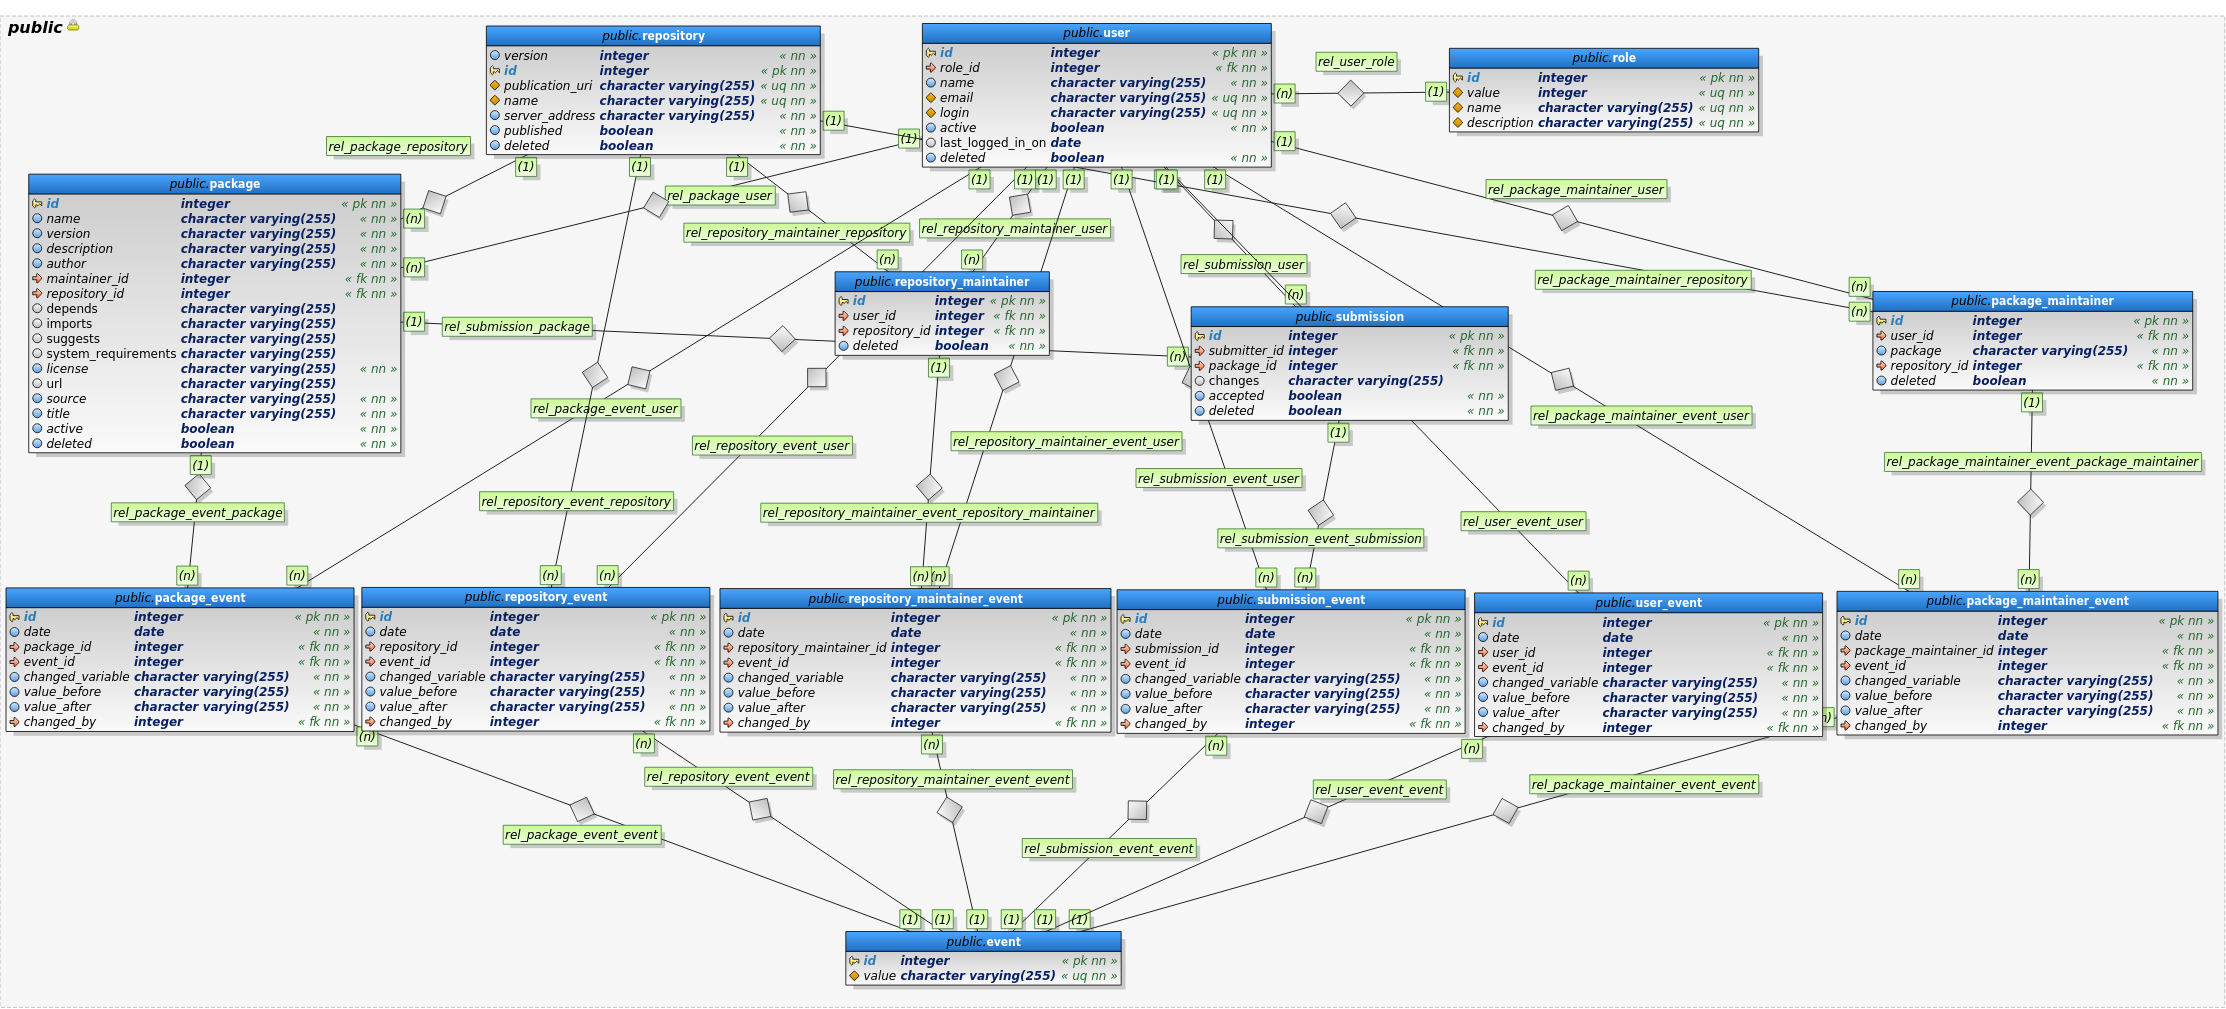 public
public.repository
version integer « nn »
id integer « pk nn »
publication_uri character varying(255) « uq nn »
name character varying(255) « uq nn »
server_address character varying(255) « nn »
published boolean « nn »
deleted boolean « nn »
public.user
id integer « pk nn »
role_id integer « fk nn »
name character varying(255) « nn »
email character varying(255) « uq nn »
login character varying(255) « uq nn »
active boolean « nn »
last_logged_in_on date
deleted boolean « nn »
rel_user_role
(n)
(1)
public.role
id integer « pk nn »
value integer « uq nn »
name character varying(255) « uq nn »
description character varying(255) « uq nn »
(1)
(1)
(1)
rel_package_repository
(1)
(1)
(1)
(1)
(1)
(1)
(1)
(1)
(1)
(1)
rel_package_user
rel_package_maintainer_user
public.package
id integer « pk nn »
name character varying(255) « nn »
version character varying(255) « nn »
description character varying(255) « nn »
author character varying(255) « nn »
maintainer_id integer « fk nn »
repository_id integer « fk nn »
depends character varying(255)
imports character varying(255)
suggests character varying(255)
system_requirements character varying(255)
license character varying(255) « nn »
url character varying(255)
source character varying(255) « nn »
title character varying(255) « nn »
active boolean « nn »
deleted boolean « nn »
(n)
(n)
(1)
rel_repository_maintainer_repository
rel_repository_maintainer_user
(n)
(n)
rel_submission_user
(n)
rel_package_maintainer_repository
(n)
(n)
public.repository_maintainer
id integer « pk nn »
user_id integer « fk nn »
repository_id integer « fk nn »
deleted boolean « nn »
rel_submission_package
(n)
public.submission
id integer « pk nn »
submitter_id integer « fk nn »
package_id integer « fk nn »
changes character varying(255)
accepted boolean « nn »
deleted boolean « nn »
public.package_maintainer
id integer « pk nn »
user_id integer « fk nn »
package character varying(255) « nn »
repository_id integer « fk nn »
deleted boolean « nn »
(1)
(1)
(1)
(1)
rel_package_event_user
rel_package_maintainer_event_user
rel_repository_event_user
rel_repository_maintainer_event_user
rel_package_maintainer_event_package_maintainer
rel_submission_event_user
rel_repository_event_repository
rel_package_event_package
rel_repository_maintainer_event_repository_maintainer
rel_user_event_user
rel_submission_event_submission
(n)
(n)
(n)
(n)
(n)
(n)
(n)
(n)
(n)
(n)
(n)
public.package_event
id integer « pk nn »
date date « nn »
package_id integer « fk nn »
event_id integer « fk nn »
changed_variable character varying(255) « nn »
value_before character varying(255) « nn »
value_after character varying(255) « nn »
changed_by integer « fk nn »
public.repository_event
id integer « pk nn »
date date « nn »
repository_id integer « fk nn »
event_id integer « fk nn »
changed_variable character varying(255) « nn »
value_before character varying(255) « nn »
value_after character varying(255) « nn »
changed_by integer « fk nn »
public.repository_maintainer_event
id integer « pk nn »
date date « nn »
repository_maintainer_id integer « fk nn »
event_id integer « fk nn »
changed_variable character varying(255) « nn »
value_before character varying(255) « nn »
value_after character varying(255) « nn »
changed_by integer « fk nn »
public.submission_event
id integer « pk nn »
date date « nn »
submission_id integer « fk nn »
event_id integer « fk nn »
changed_variable character varying(255) « nn »
value_before character varying(255) « nn »
value_after character varying(255) « nn »
changed_by integer « fk nn »
public.user_event
id integer « pk nn »
date date « nn »
user_id integer « fk nn »
event_id integer « fk nn »
changed_variable character varying(255) « nn »
value_before character varying(255) « nn »
value_after character varying(255) « nn »
changed_by integer « fk nn »
public.package_maintainer_event
id integer « pk nn »
date date « nn »
package_maintainer_id integer « fk nn »
event_id integer « fk nn »
changed_variable character varying(255) « nn »
value_before character varying(255) « nn »
value_after character varying(255) « nn »
changed_by integer « fk nn »
(n)
(n)
(n)
(n)
(n)
(n)
rel_repository_event_event
rel_repository_maintainer_event_event
rel_user_event_event
rel_package_maintainer_event_event
rel_package_event_event
rel_submission_event_event
(1)
(1)
(1)
(1)
(1)
(1)
public.event
id integer « pk nn »
value character varying(255) « uq nn »